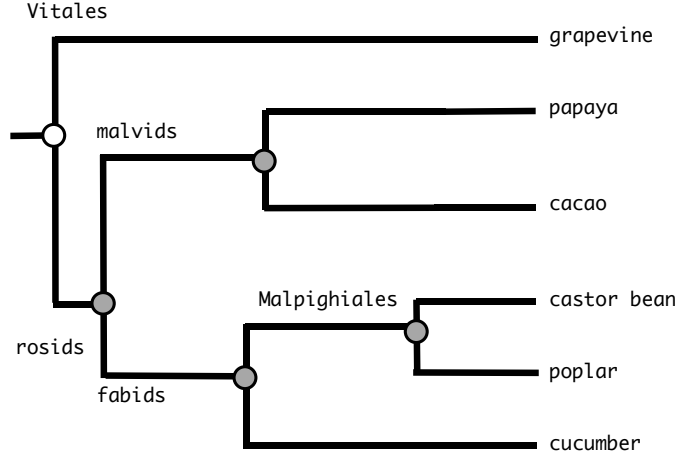 Vitales
grapevine
papaya
malvids
cacao
Malpighiales
castor bean
rosids
poplar
fabids
cucumber